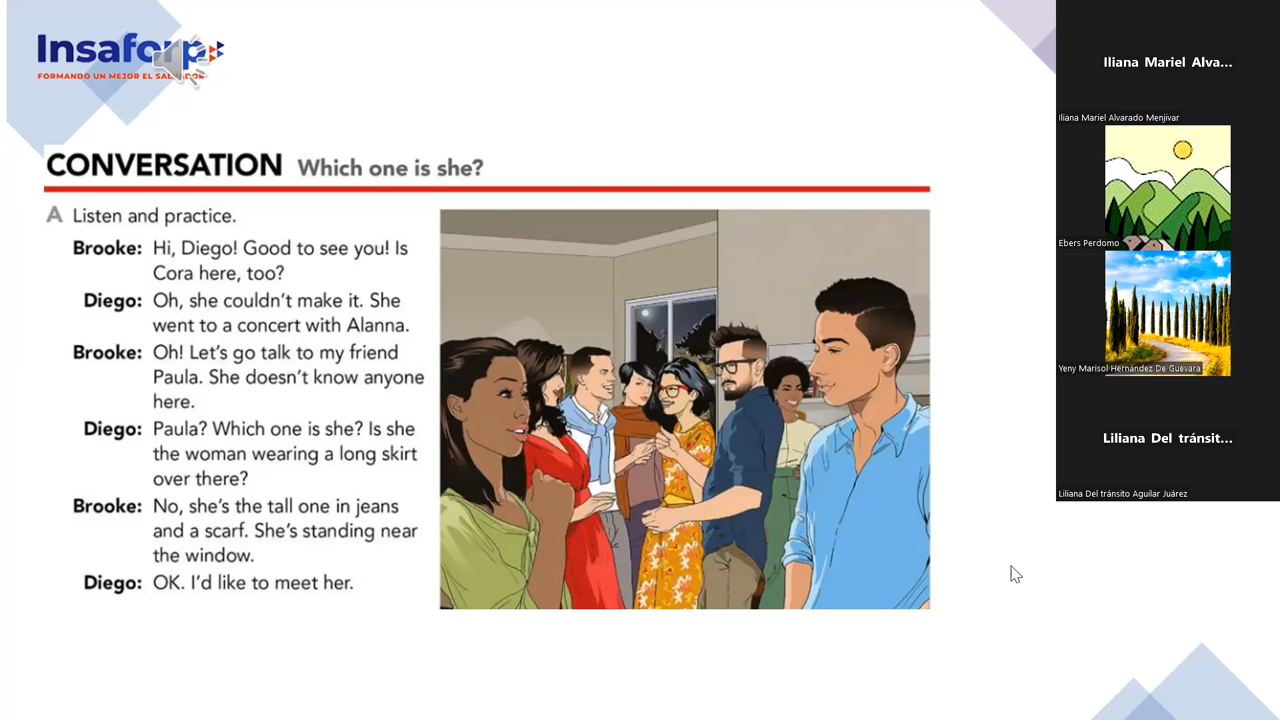 Insaforp
FORMANDO UN MEJOR EL SALVADOR
CONVERSATION Which one is she?
A Listen and practice.
Brooke: Hi, Diego! Good to see you! Is
Cora here, too?
Diego: Oh, she couldn't make it. She
went to a concert with Alanna.
Brooke: Oh! Let's go talk to my friend
Paula. She doesn't know anyone
here.
Diego: Paula? Which one is she? Is she
the woman wearing a long skirt
over there?
Brooke: No, she's the tall one in jeans
and a scarf. She's standing near
the window.
Diego: OK. I'd like to meet her.
Iliana Mariel Alva...
Iliana Mariel Alvarado Menjivar
Ebers Perdomo
Yeny Marisol Hernández De Guevara
Liliana Del tránsit...
Liliana Del tránsito Aguilar Juárez